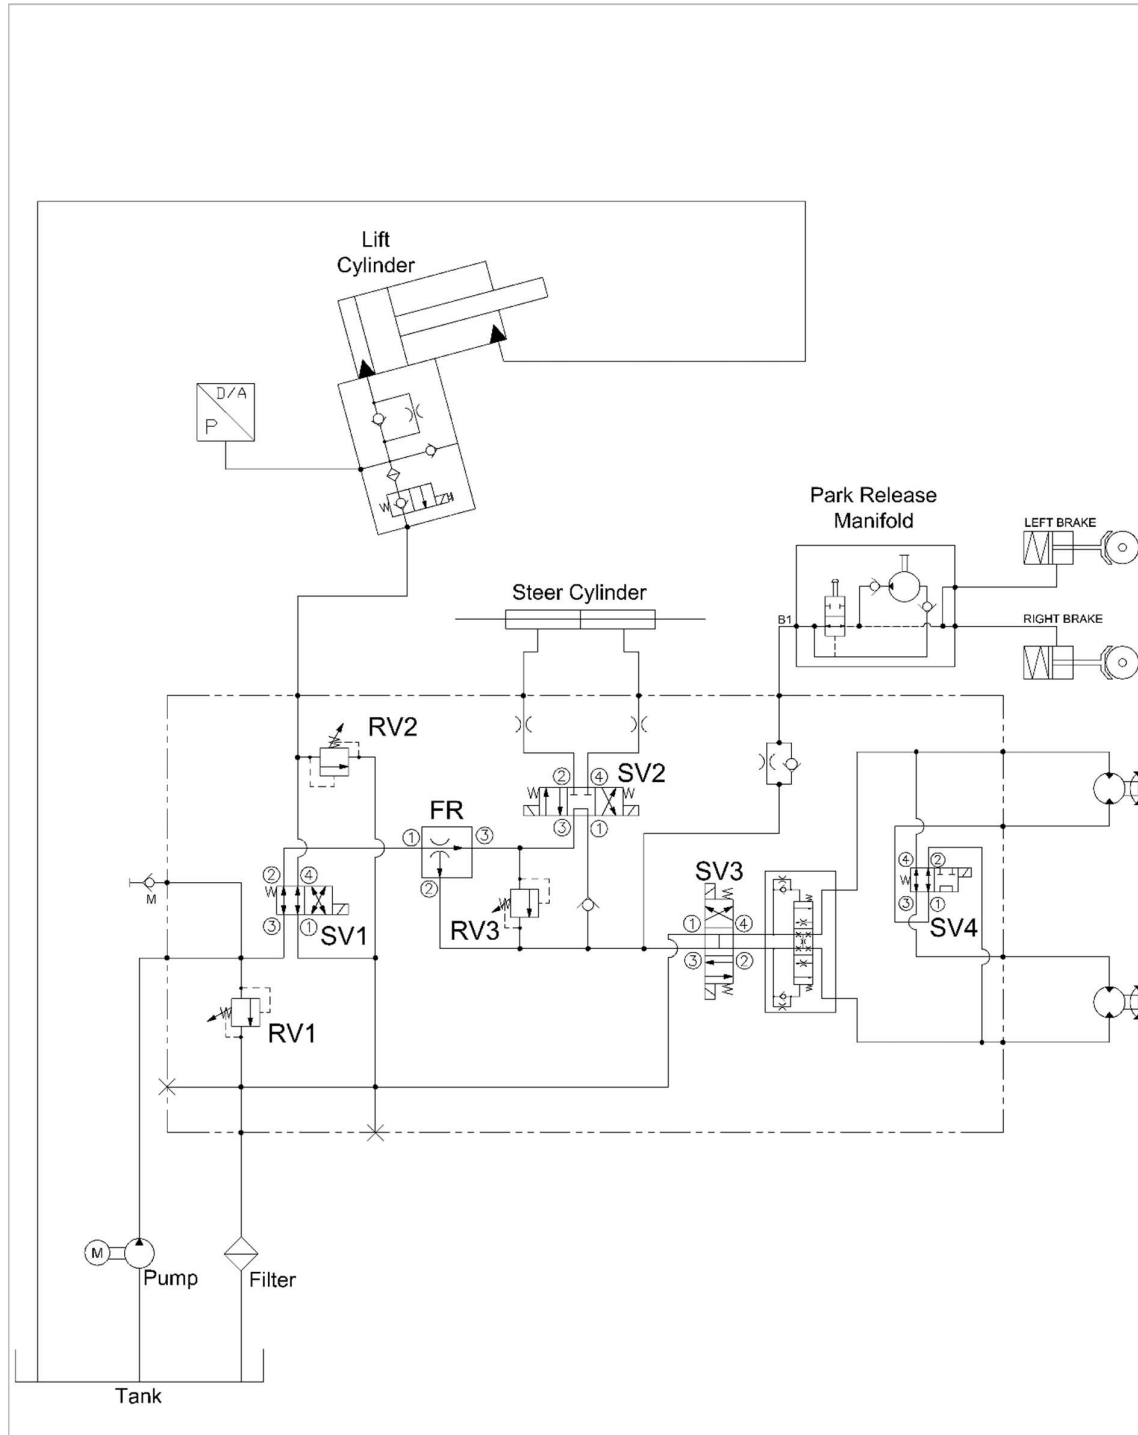 Lift
Cylinder
D/A
P
Park Release
Manifold
LEFT BRAKE
Steer Cylinder
B1
RIGHT BRAKE
RV2
② ④ SV2
FR
① ③
②
③ ①
④ ②
③ ①
SV4
SV3
① ④
③ ②
RV3
② ④
M
③ ①
SV1
RV1
M
Pump
Filter
Tank